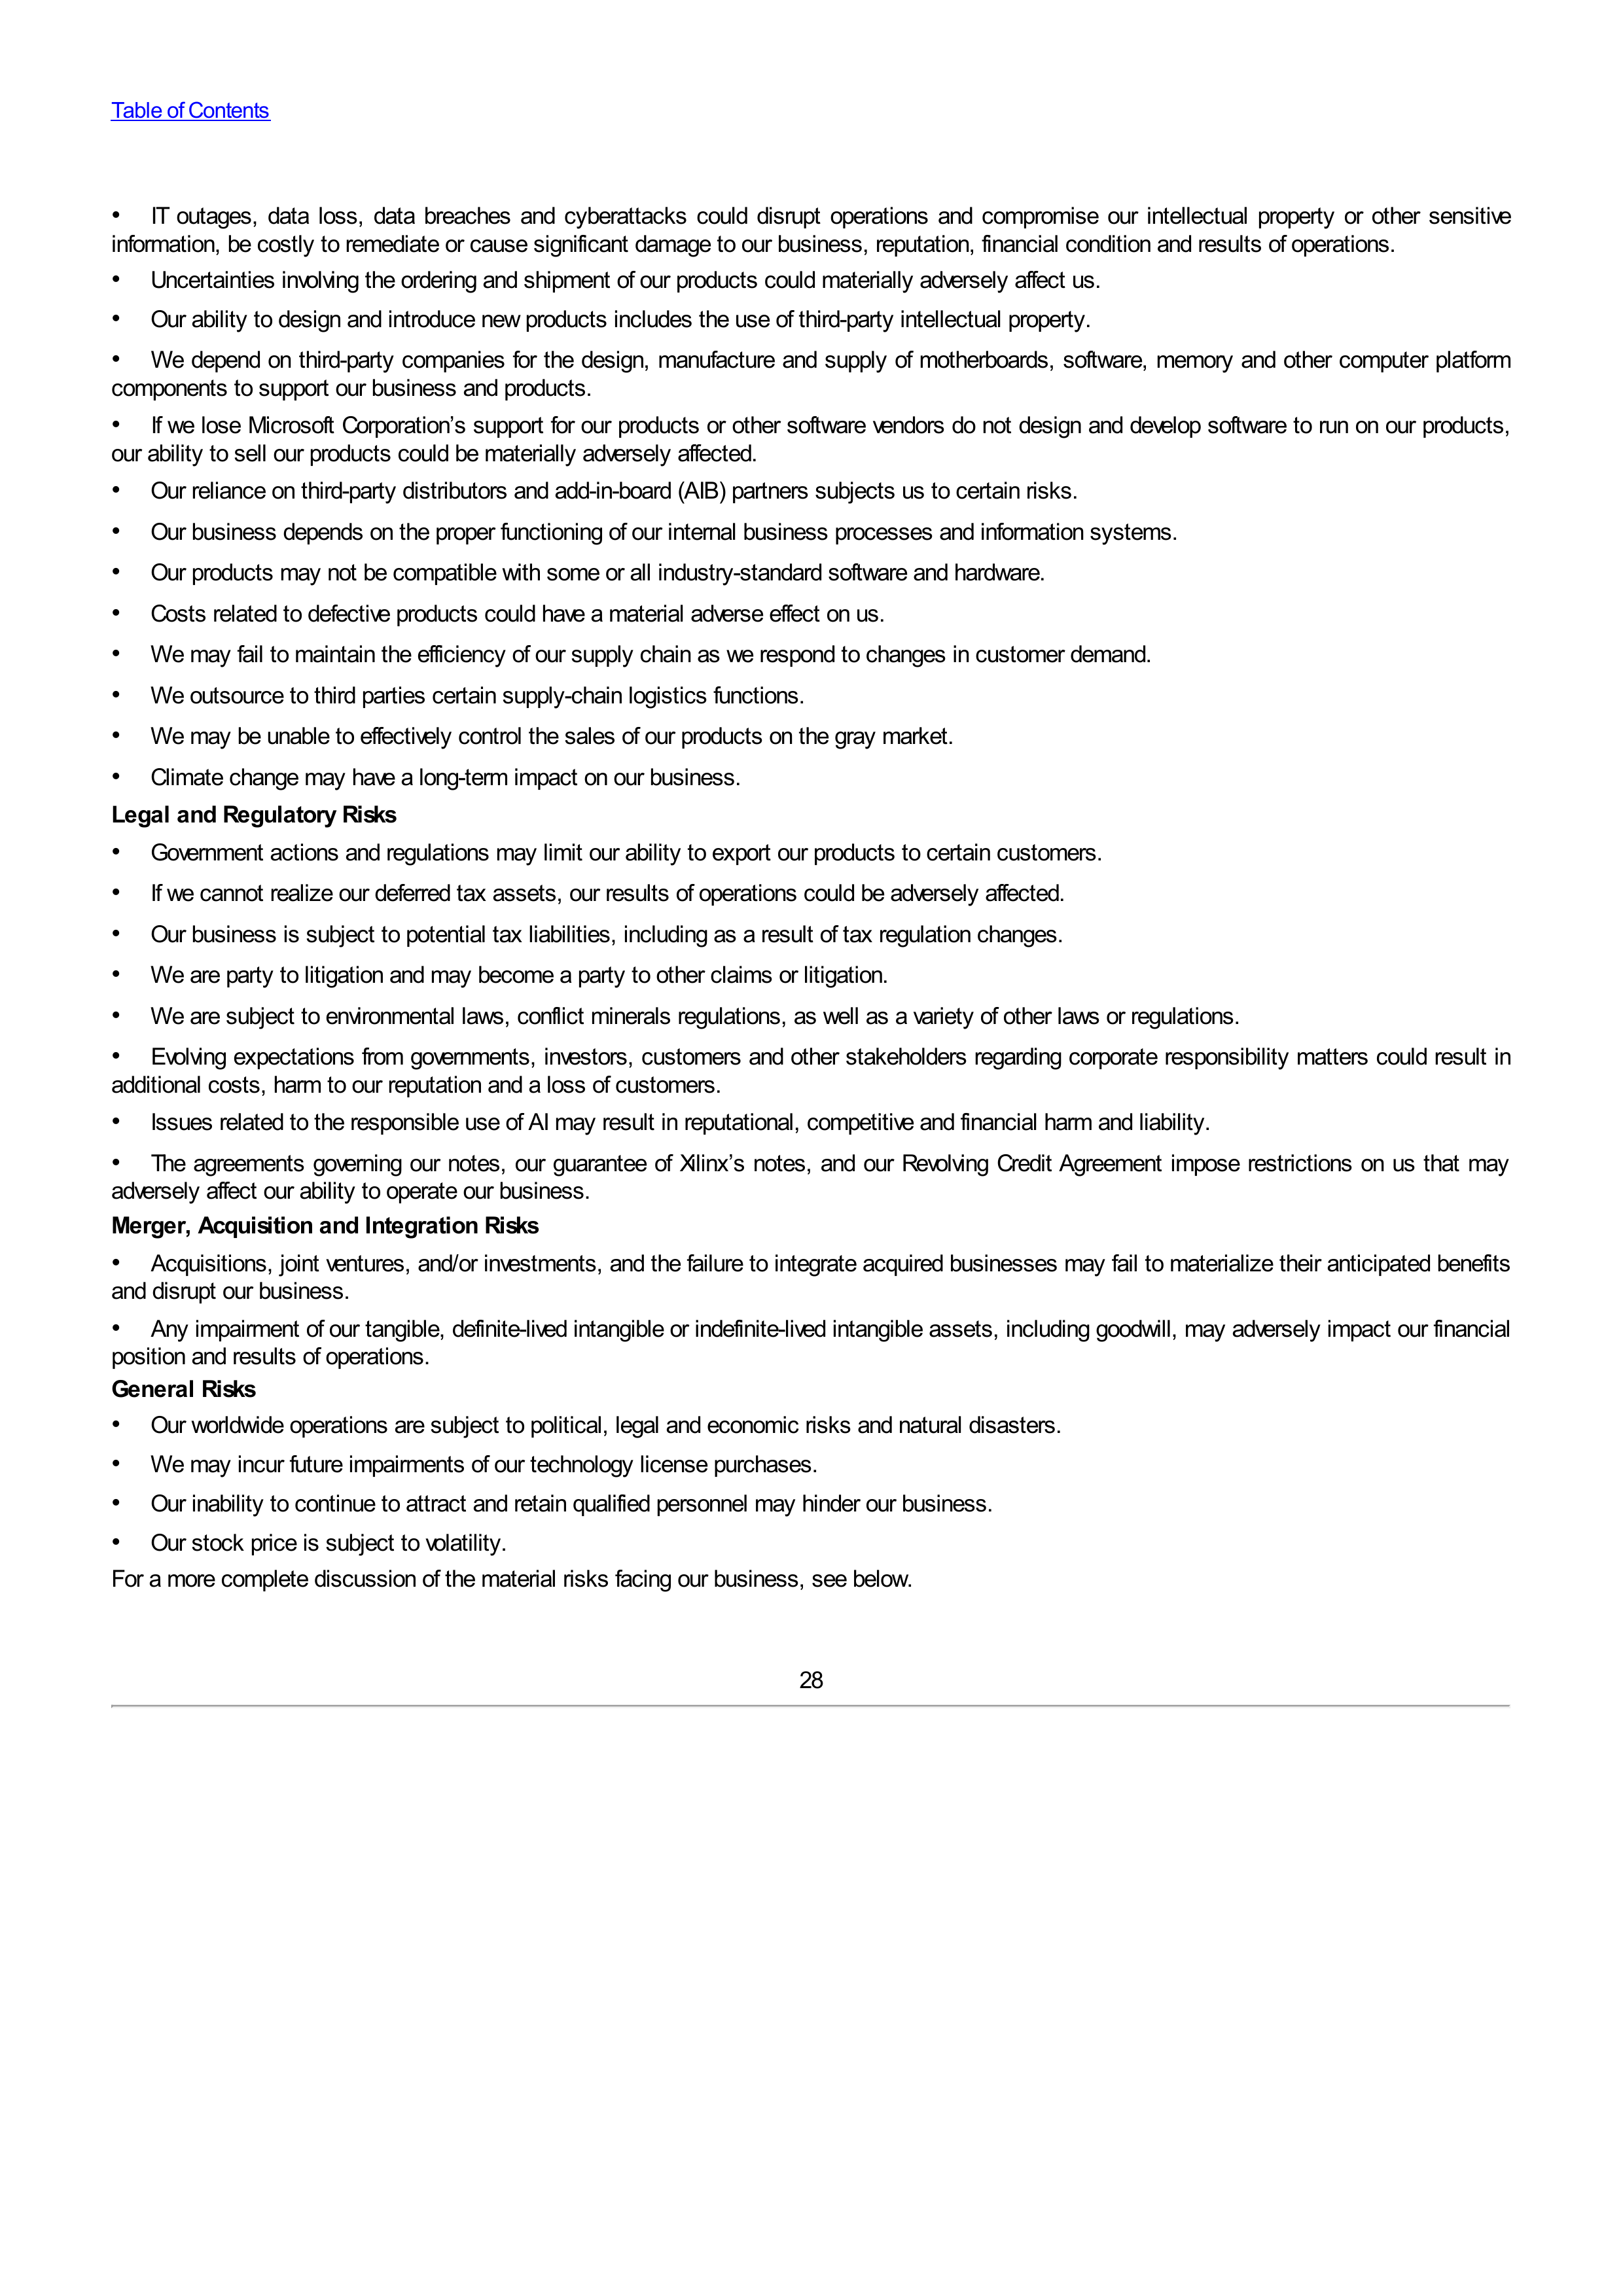 Table of Contents
• IT outages, data loss, data breaches and cyberattacks could disrupt operations and compromise our intellectual property or other sensitive
information, be costly to remediate or cause significant damage to our business, reputation, financial condition and results of operations.
• Uncertainties involving the ordering and shipment of our products could materially adversely affect us.
• Our ability to design and introduce new products includes the use of third-party intellectual property.
• We depend on third-party companies for the design, manufacture and supply of motherboards, software, memory and other computer platform
components to support our business and products.
• If we lose Microsoft Corporation’s support for our products or other software vendors do not design and develop software to run on our products,
our ability to sell our products could be materially adversely affected.
• Our reliance on third-party distributors and add-in-board (AIB) partners subjects us to certain risks.
• Our business depends on the proper functioning of our internal business processes and information systems.
• Our products may not be compatible with some or all industry-standard software and hardware.
• Costs related to defective products could have a material adverse effect on us.
• We may fail to maintain the efficiency of our supply chain as we respond to changes in customer demand.
• We outsource to third parties certain supply-chain logistics functions.
• We may be unable to effectively control the sales of our products on the gray market.
• Climate change may have a long-term impact on our business.
Legal and Regulatory Risks
• Government actions and regulations may limit our ability to export our products to certain customers.
• If we cannot realize our deferred tax assets, our results of operations could be adversely affected.
• Our business is subject to potential tax liabilities, including as a result of tax regulation changes.
• We are party to litigation and may become a party to other claims or litigation.
• We are subject to environmental laws, conflict minerals regulations, as well as a variety of other laws or regulations.
• Evolving expectations from governments, investors, customers and other stakeholders regarding corporate responsibility matters could result in
additional costs, harm to our reputation and a loss of customers.
• Issues related to the responsible use of AI may result in reputational, competitive and financial harm and liability.
• The agreements governing our notes, our guarantee of Xilinx’s notes, and our Revolving Credit Agreement impose restrictions on us that may
adversely affect our ability to operate our business.
Merger, Acquisition and Integration Risks
• Acquisitions, joint ventures, and/or investments, and the failure to integrate acquired businesses may fail to materialize their anticipated benefits
and disrupt our business.
• Any impairment of our tangible, definite-lived intangible or indefinite-lived intangible assets, including goodwill, may adversely impact our financial
position and results of operations.
General Risks
• Our worldwide operations are subject to political, legal and economic risks and natural disasters.
• We may incur future impairments of our technology license purchases.
• Our inability to continue to attract and retain qualified personnel may hinder our business.
• Our stock price is subject to volatility.
For a more complete discussion of the material risks facing our business, see below.
28